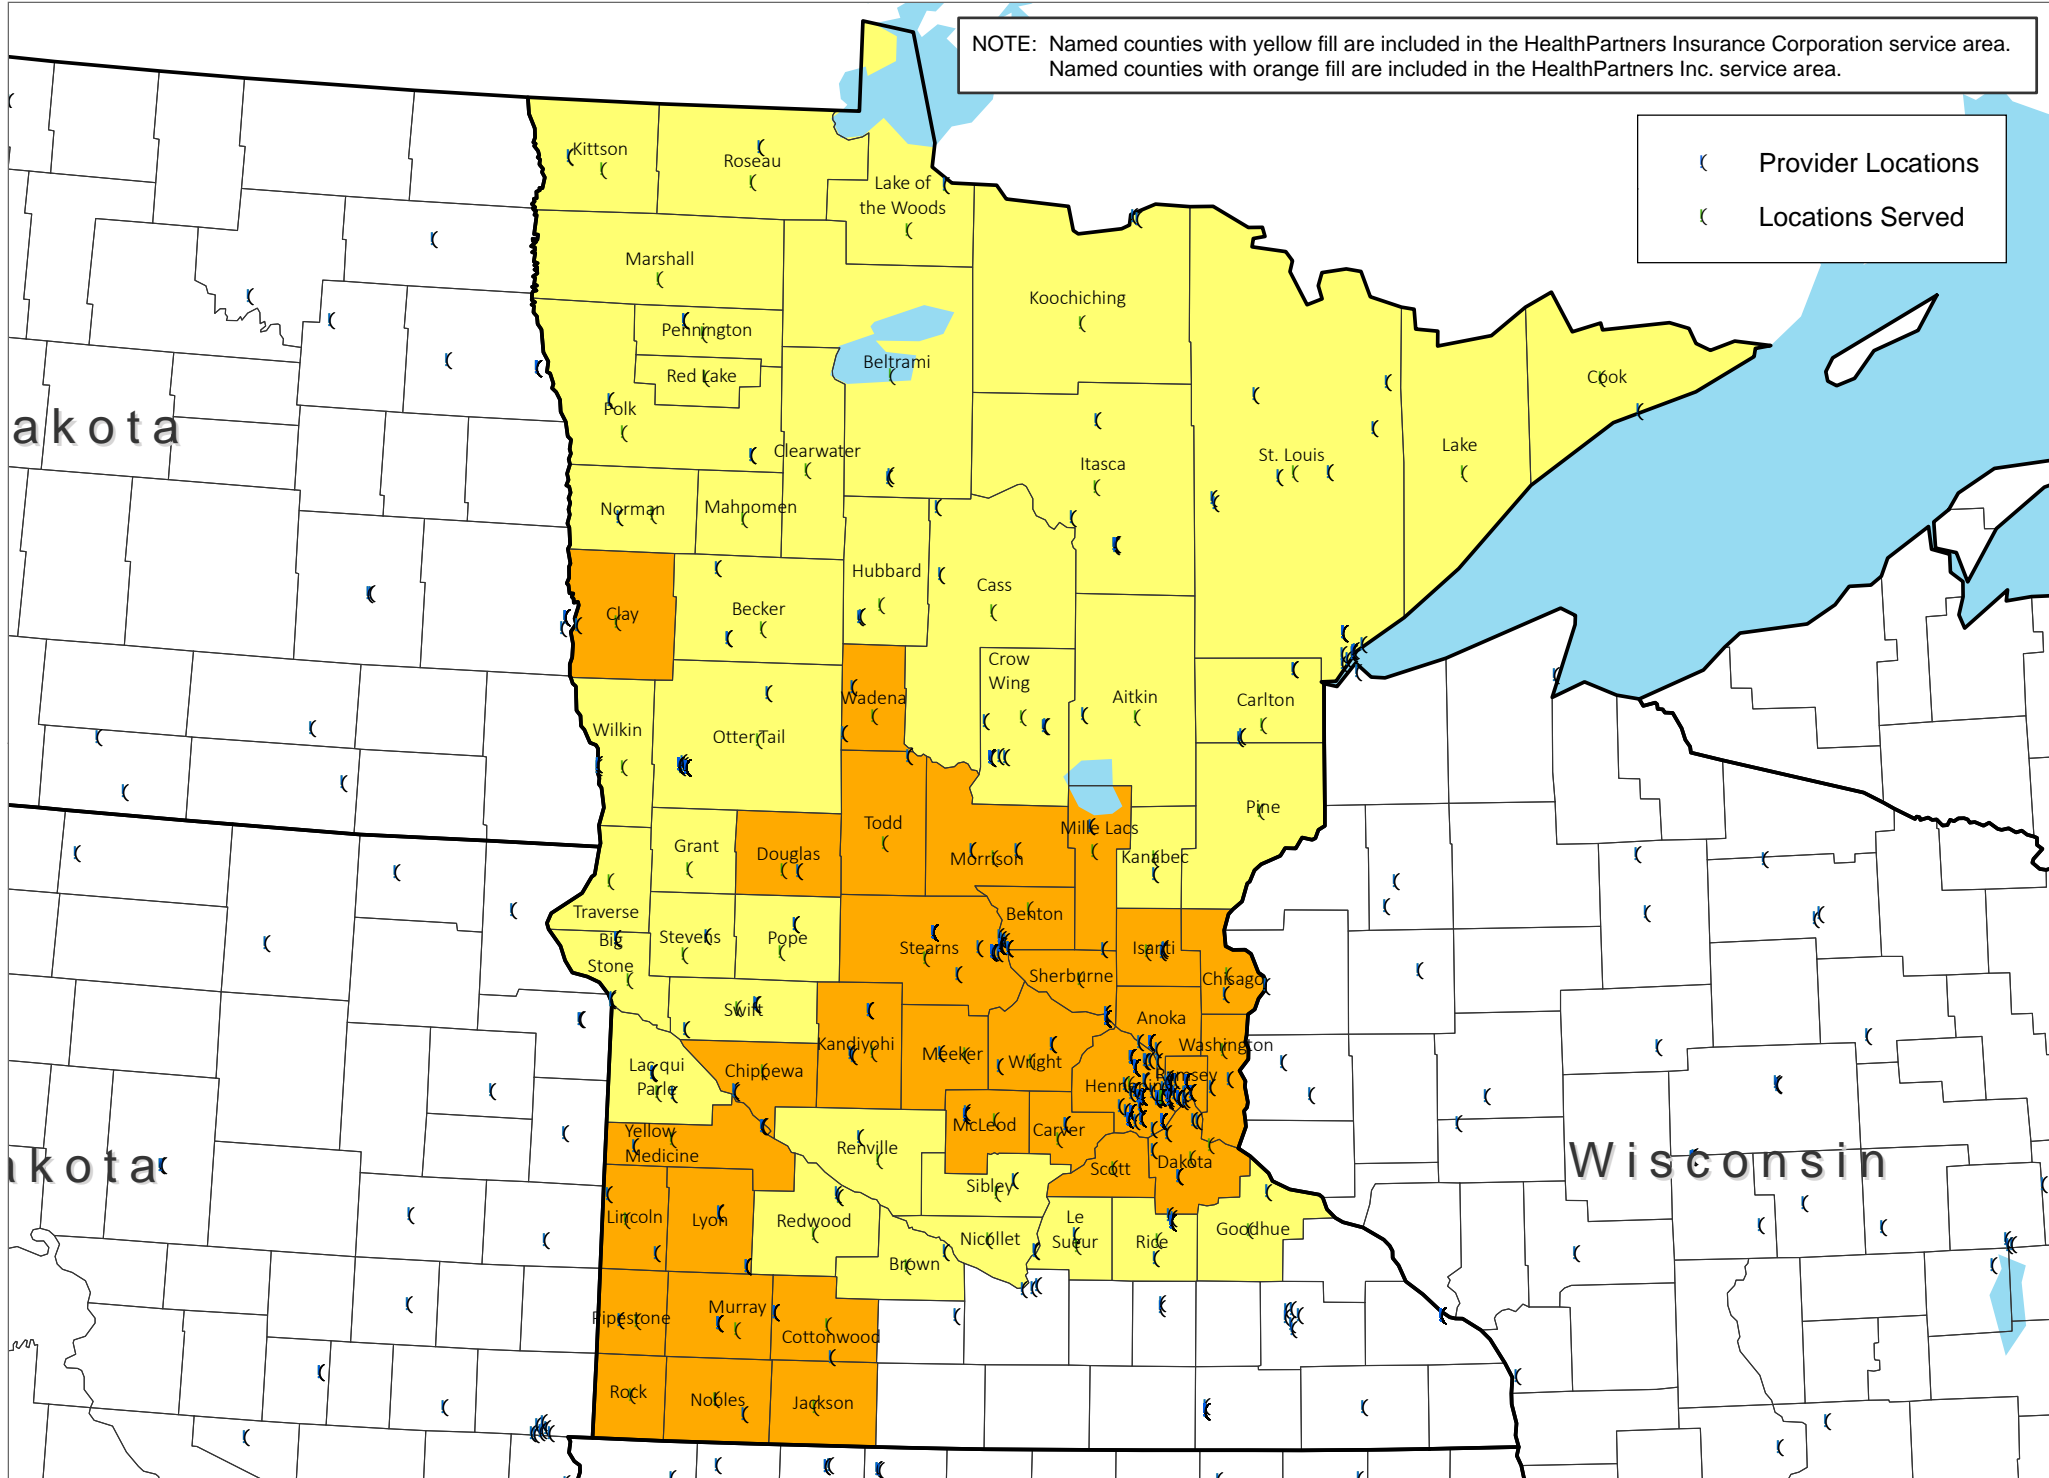 NOTE: Named counties with yellow fill are included in the HealthPartners Insurance Corporation service area.
Named counties with orange fill are included in the HealthPartners Inc. service area.
Provider Locations
Locations Served
Kittson
Roseau
Lake of
the Woods
Marshall
Koochiching
Pennington
Beltrami
Red Lake
Cook
Polk
akota
Clearwater
Itasca
St. Louis
Lake
Norman
Mahnomen
Hubbard
Cass
Clay
Becker
Crow
Wing
Wadena
Aitkin
Carlton
Wilkin
OtterTail
Pine
Todd
Mille Lacs
Grant
Douglas
Morrison
Kanabec
Traverse
Benton
Big
Stone
Stevens
Pope
Stearns
Isanti
Sherburne
Chisago
Swift
Anoka
Kandiyohi
Meeker
Wright
Washington
Lac qui
Parle
Chippewa
Hennepin
Ramsey
McLeod
Carver
Yellow
Medicine
Renville
Scott
Dakota
akota
Wisconsin
Sibley
Lincoln
Lyon
Redwood
Nicollet
Le
Sueur
Rice
Goodhue
Brown
Pipestone
Murray
Cottonwood
Rock
Nobles
Jackson